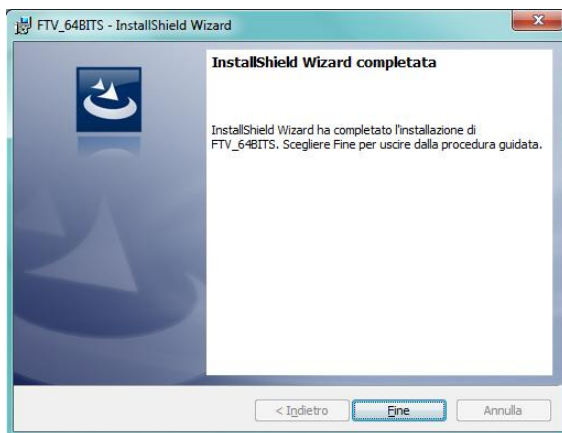 FTV_64BITS - InstallShield Wizard
InstallShield Wizard completata
InstallShield Wizard ha completato l'installazione di
FTV_64BITS. Scegliere Fine per uscire dalla procedura guidata.
< Indietro
Fine
Annulla